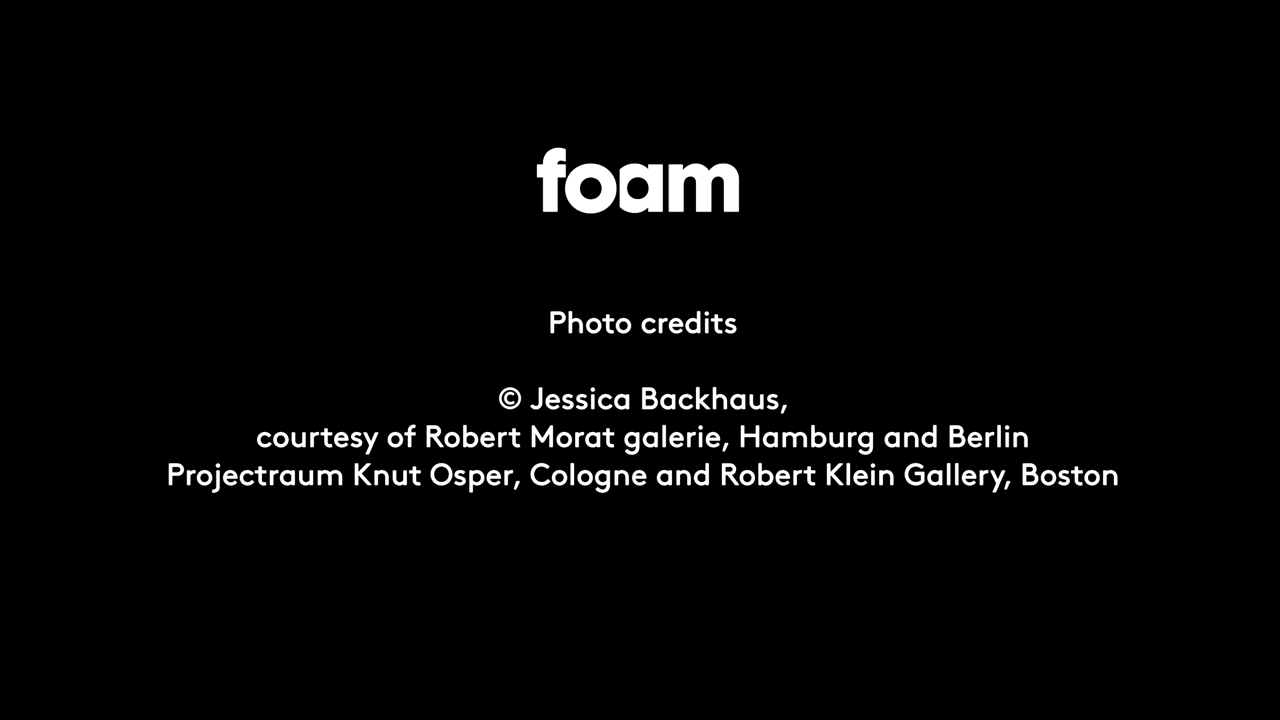 foam
Photo credits
© Jessica Backhaus,
courtesy of Robert Morat galerie, Hamburg and Berlin
Projectraum Knut Osper, Cologne and Robert Klein Gallery, Boston